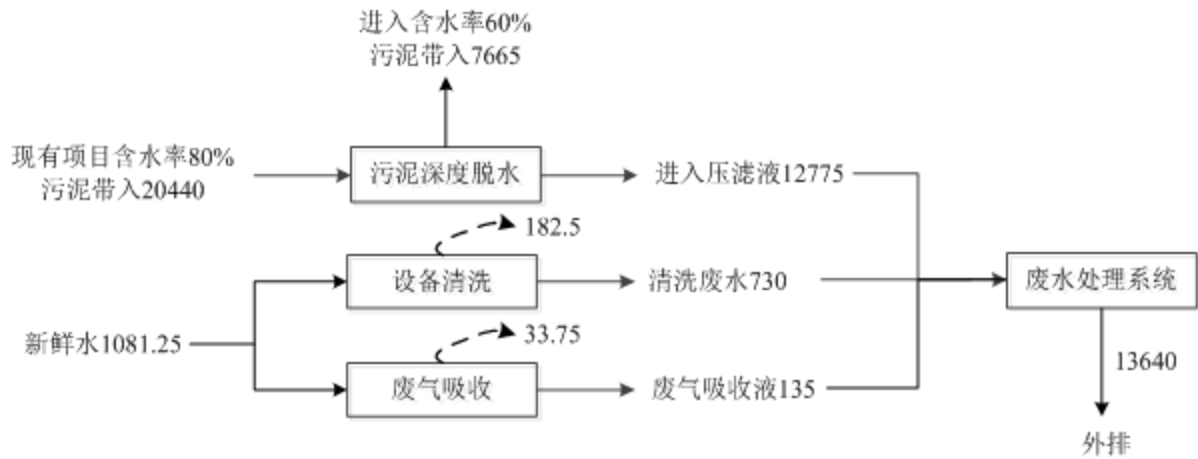 进入含水率60%
污泥带入7665
现有项目含水率80%
污泥带入20440
污泥深度脱水
进入压滤液12775
182.5
设备清洗
清洗废水730
废水处理系统
新鲜水1081.25
33.75
废气吸收
废气吸收液135
13640
外排